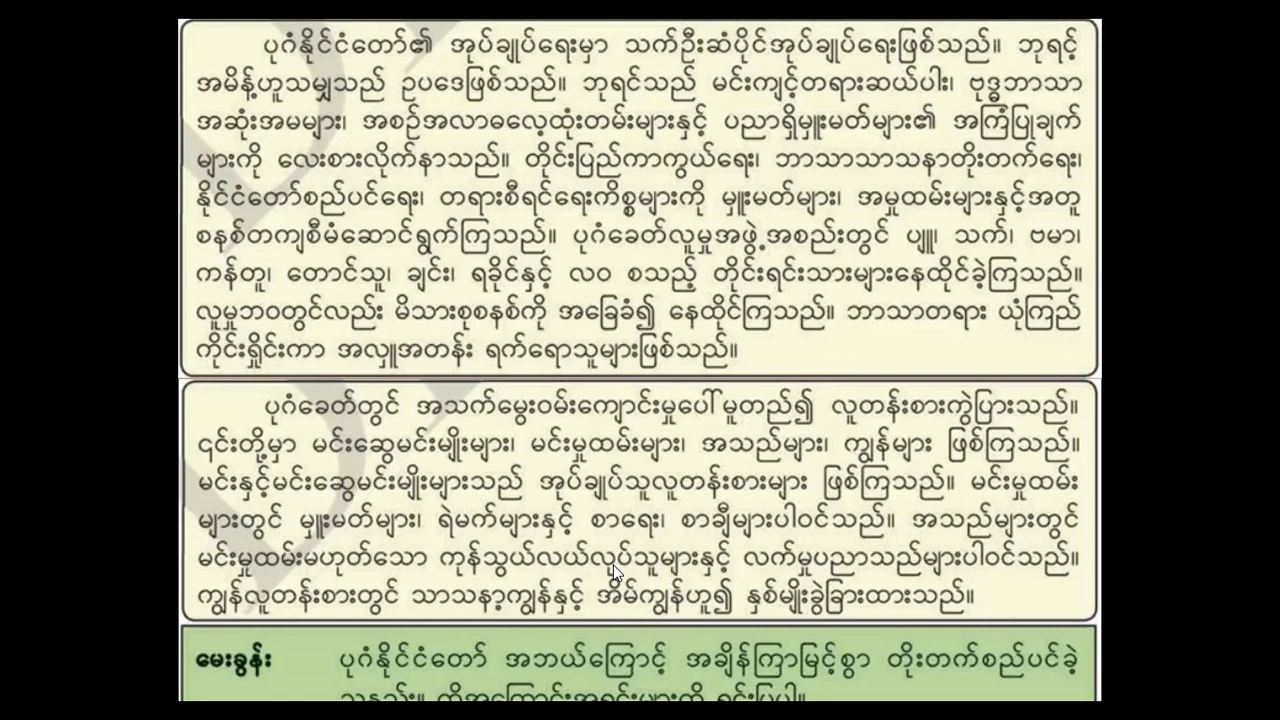 ပုဂံနိုင်ငံတော်၏ အုပ်ချုပ်ရေးမှာ သက်ဦးဆံပိုင်အုပ်ချုပ်ရေးဖြစ်သည်။ ဘုရင့်
အမိန့်ဟူသမျှသည် ဥပဒေဖြစ်သည်။ ဘုရင်သည် မင်းကျင့်တရားဆယ်ပါး၊ ဗုဒ္ဓဘာသာ
အဆုံးအမများ၊ အစဉ်အလာဓလေ့ထုံးတမ်းများနှင့် ပညာရှိမှူးမတ်များ၏ အကြံပြုချက်
များကို လေးစားလိုက်နာသည်။ တိုင်းပြည်ကာကွယ်ရေး၊ ဘာသာသာသနာတိုးတက်ရေး၊
နိုင်ငံတော်စည်ပင်ရေး၊ တရားစီရင်ရေးကိစ္စများကို မှူးမတ်များ၊ အမှုထမ်းများနှင့်အတူ
စနစ်တကျစီမံဆောင်ရွက်ကြသည်။ ပုဂံခေတ်လူမှုအဖွဲ့အစည်းတွင် ပျူ၊ သက်၊ ဗမာ၊
ကန်တူ၊ တောင်သူ၊ ချင်း၊ ရခိုင်နှင့် လဝ စသည့် တိုင်းရင်းသားများနေထိုင်ခဲ့ကြသည်။
လူမှုဘဝတွင်လည်း မိသားစုစနစ်ကို အခြေခံ၍ နေထိုင်ကြသည်။ ဘာသာတရား ယုံကြည်
ကိုင်းရှိုင်းကာ အလှူအတန်း ရက်ရောသူများဖြစ်သည်။
ပုဂံခေတ်တွင် အသက်မွေးဝမ်းကျောင်းမှုပေါ်မူတည်၍ လူတန်းစားကွဲပြားသည်။
၎င်းတို့မှာ မင်းဆွေမင်းမျိုးများ၊ မင်းမှုထမ်းများ၊ အသည်များ၊ ကျွန်များ ဖြစ်ကြသည်။
မင်းနှင့်မင်းဆွေမင်းမျိုးများသည် အုပ်ချုပ်သူလူတန်းစားများ ဖြစ်ကြသည်။ မင်းမှုထမ်း
များတွင် မှူးမတ်များ၊ ရဲမက်များနှင့် စာရေး၊ စာချီများပါဝင်သည်။ အသည်များတွင်
မင်းမှုထမ်းမဟုတ်သော ကုန်သွယ်လယ်လုပ်သူများနှင့် လက်မှုပညာသည်များပါဝင်သည်။
ကျွန်လူတန်းစားတွင် သာသနာ့ကျွန်နှင့် အိမ်ကျွန်ဟူ၍ နှစ်မျိုးခွဲခြားထားသည်။
မေးခွန်း ပုဂံနိုင်ငံတော် အဘယ်ကြောင့် အချိန်ကြာမြင့်စွာ တိုးတက်စည်ပင်ခဲ့